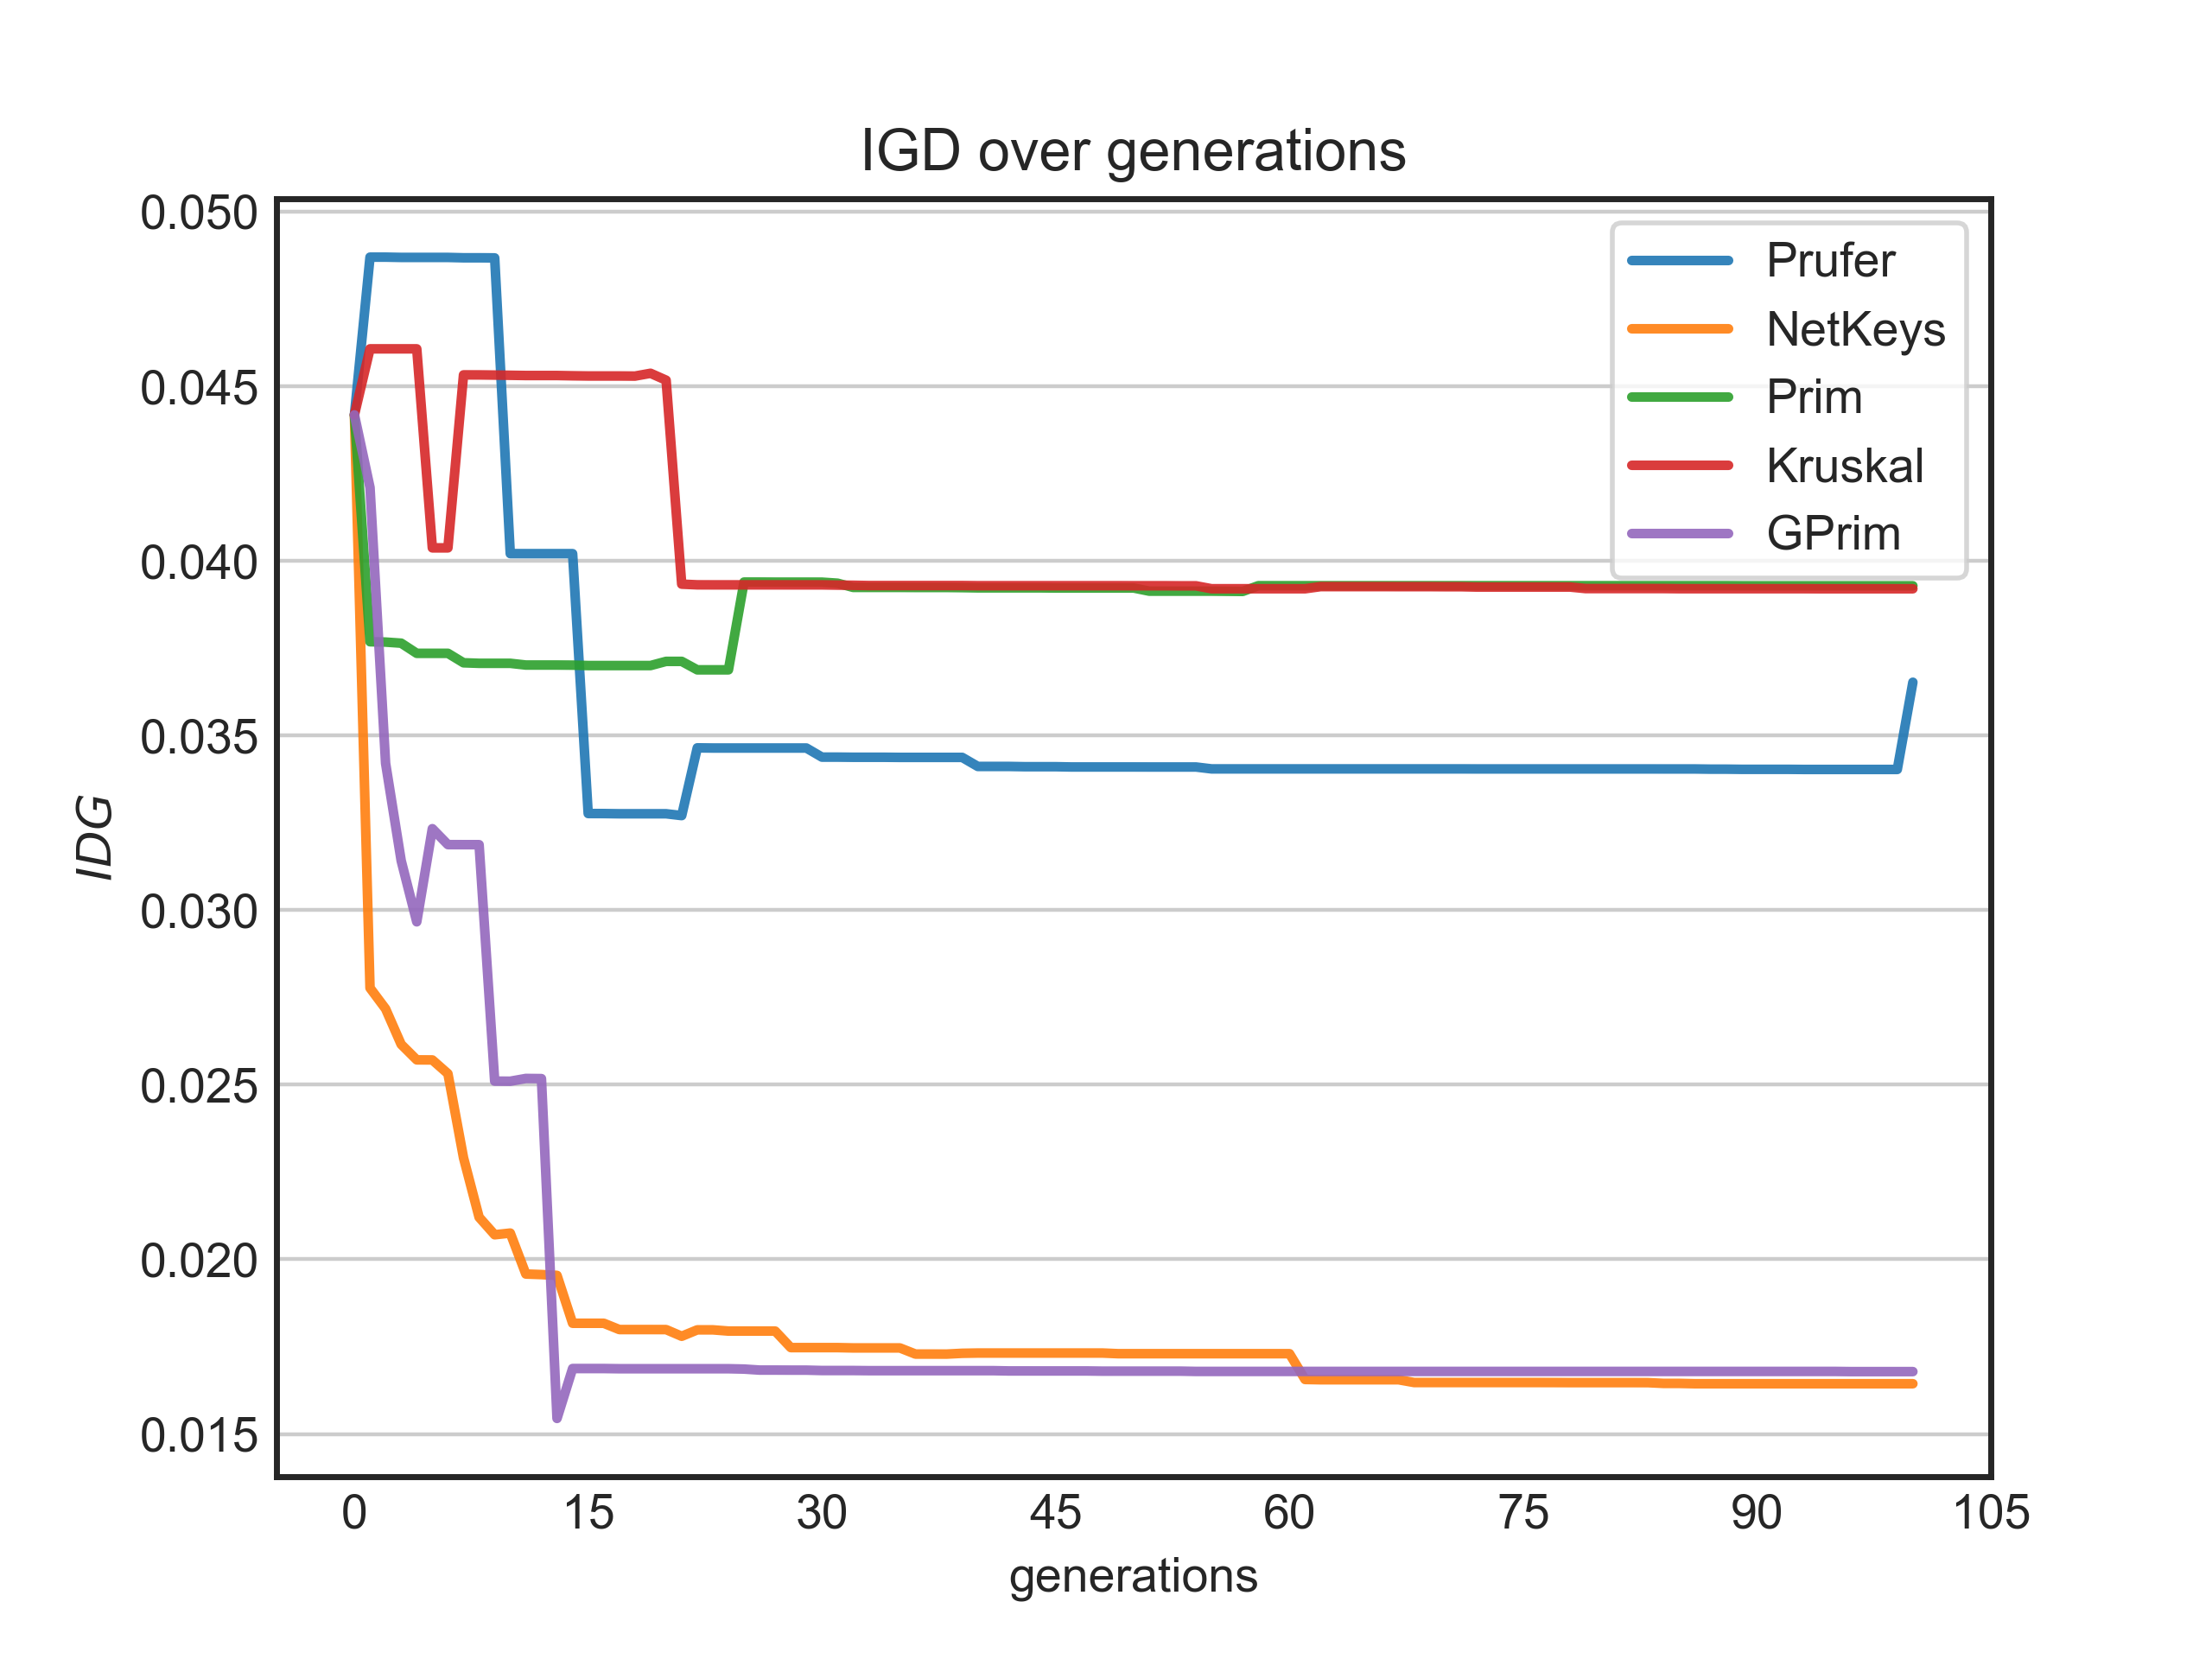 IGD over generations
0.050
0.045
0.040
0.035
0.030
0.025
0.020
0.015
IDG
Prufer
NetKeys
Prim
Kruskal
GPrim
0 15 30 45 60 75 90 105
generations